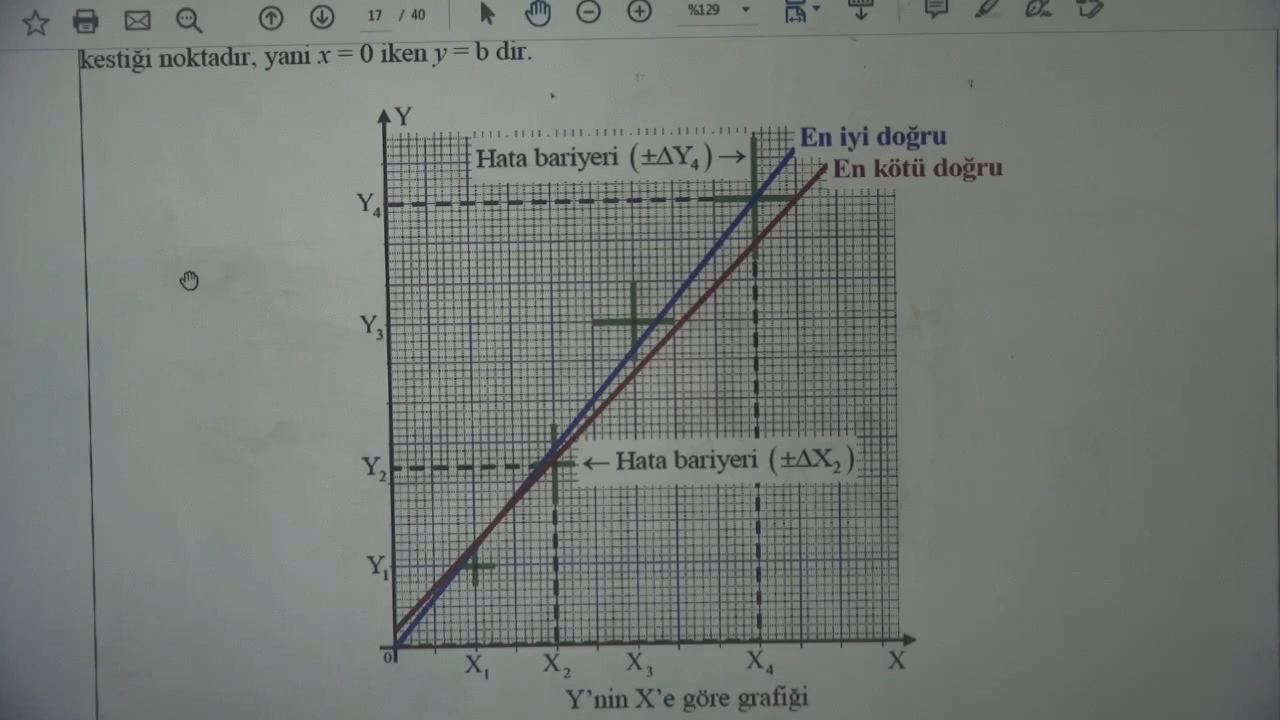 17 / 40 %129
kestiği noktadır, yani x = 0 iken y = b dir.
Y
En iyi doğru
Hata bariyeri (±ΔY₄) →
En kötü doğru
Y₄
Y₃
Y₂
← Hata bariyeri (±ΔX₂)
Y₁
0
X₁ X₂ X₃ X₄ X
Y'nin X'e göre grafiği